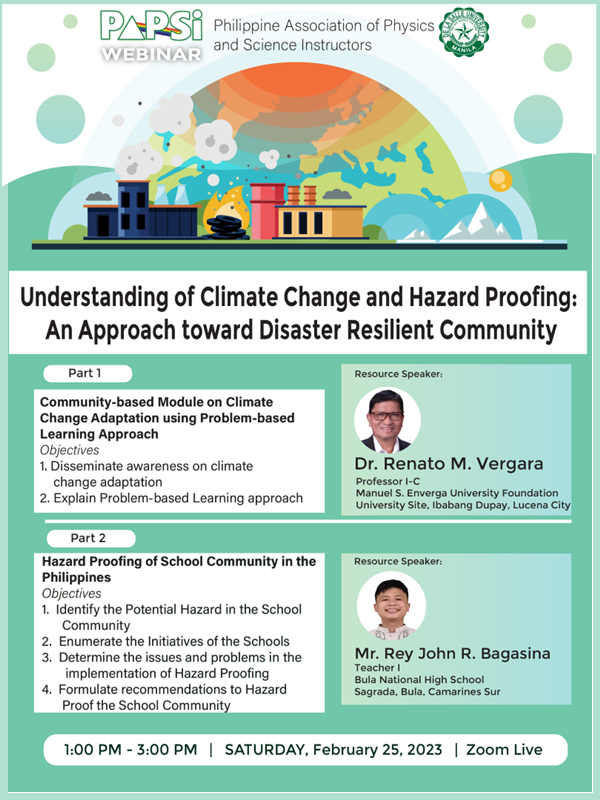 PAPSi
WEBINAR
Philippine Association of Physics
and Science Instructors
DE LA SALLE UNIVERSITY
MANILA
Understanding of Climate Change and Hazard Proofing:
An Approach toward Disaster Resilient Community
Part 1
Community-based Module on Climate
Change Adaptation using Problem-based
Learning Approach
Objectives
1. Disseminate awareness on climate
change adaptation
2. Explain Problem-based Learning approach
Resource Speaker:
Dr. Renato M. Vergara
Professor I-C
Manuel S. Enverga University Foundation
University Site, Ibabang Dupay, Lucena City
Part 2
Hazard Proofing of School Community in the
Philippines
Objectives
1. Identify the Potential Hazard in the School
Community
2. Enumerate the Initiatives of the Schools
3. Determine the issues and problems in the
implementation of Hazard Proofing
4. Formulate recommendations to Hazard
Proof the School Community
Resource Speaker:
Mr. Rey John R. Bagasina
Teacher I
Bula National High School
Sagrada, Bula, Camarines Sur
1:00 PM - 3:00 PM | SATURDAY, February 25, 2023 | Zoom Live